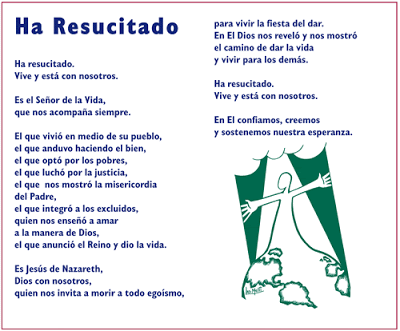 Ha Resucitado
Ha resucitado.
Vive y está con nosotros.
Es el Señor de la Vida,
que nos acompaña siempre.
El que vivió en medio de su pueblo,
el que anduvo haciendo el bien,
el que optó por los pobres,
el que luchó por la justicia,
el que nos mostró la misericordia
del Padre,
el que integró a los excluidos,
quien nos enseñó a amar
a la manera de Dios,
el que anunció el Reino y dio la vida.
Es Jesús de Nazareth,
Dios con nosotros,
quien nos invita a morir a todo egoísmo,
para vivir la fiesta del dar.
En El Dios nos reveló y nos mostró
el camino de dar la vida
y vivir para los demás.
Ha resucitado.
Vive y está con nosotros.
En El confiamos, creemos
y sostenemos nuestra esperanza.